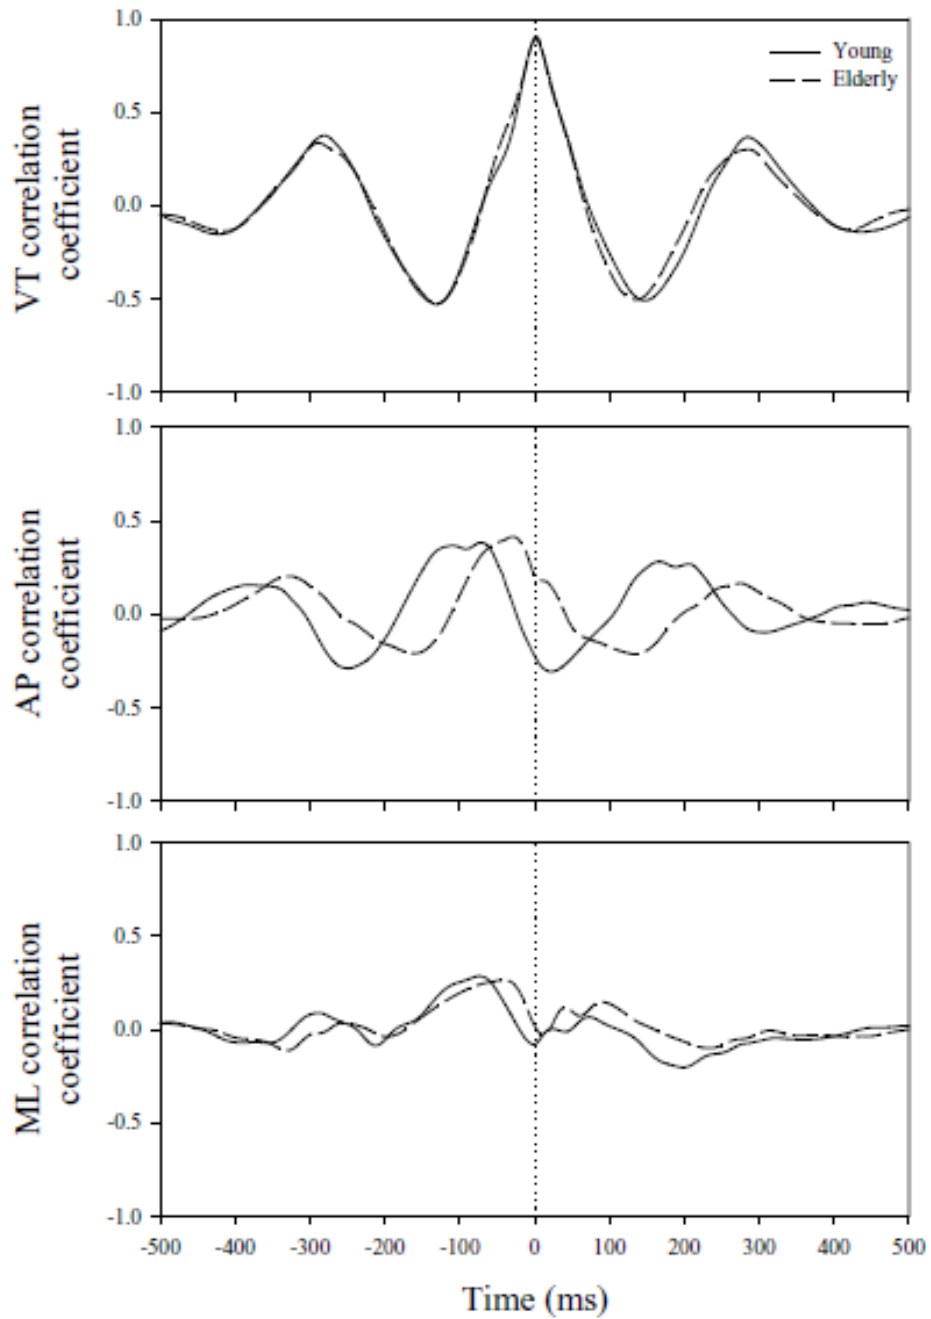 1.0
0.5
0.0
-0.5
-1.0
VT correlation
coefficient
Young
Elderly
1.0
0.5
0.0
-0.5
-1.0
AP correlation
coefficient
1.0
0.5
0.0
-0.5
-1.0
ML correlation
coefficient
-500 -400 -300 -200 -100 0 100 200 300 400 500
Time (ms)